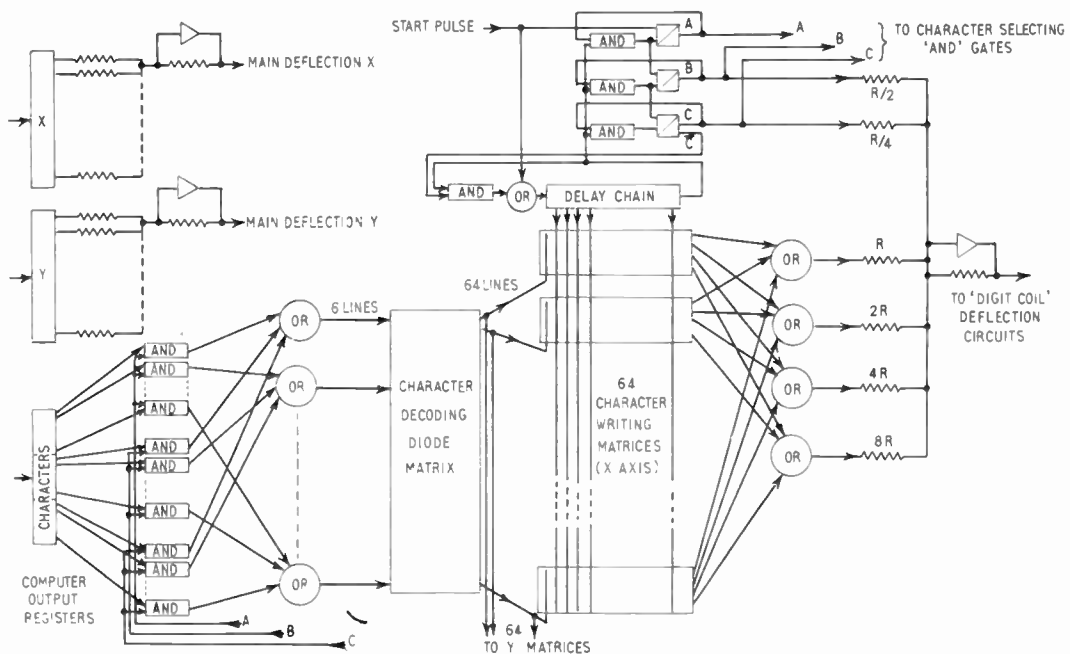 START PULSE
A
A
B
C
TO CHARACTER SELECTING
'AND' GATES
AND
B
AND
C
AND
C
R/2
R/4
X
MAIN DEFLECTION X
Y
MAIN DEFLECTION Y
AND
OR
DELAY CHAIN
64 LINES
6 LINES
OR
OR
OR
CHARACTER
DECODING
DIODE
MATRIX
64
CHARACTER
WRITING
MATRICES
(X AXIS)
OR
R
OR
2R
OR
4R
OR
8R
TO 'DIGIT COIL'
DEFLECTION
CIRCUITS
CHARACTERS
AND
AND
AND
AND
AND
AND
AND
AND
AND
COMPUTER
OUTPUT
REGISTERS
A
B
C
64
TO Y MATRICES